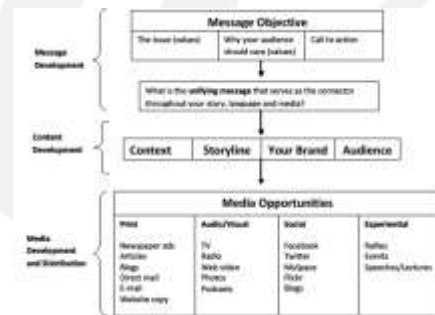 Message Objective
The Issue (values)
Why your audience
should care (values)
Call to action
Message
Development
What is the unifying message that serves as the connector
throughout your story, language and media?
Content
Development
Context
Storyline
Your Brand
Audience
Media Opportunities
Media
Development
and Distribution
Print
Newspaper ads
Articles
Blogs
Direct mail
E-mail
Website copy
Audio/Visual
TV
Radio
Web video
Photos
Podcasts
Social
Facebook
Twitter
MySpace
Flickr
Blogs
Experiential
Rallies
Events
Speeches/Lectures